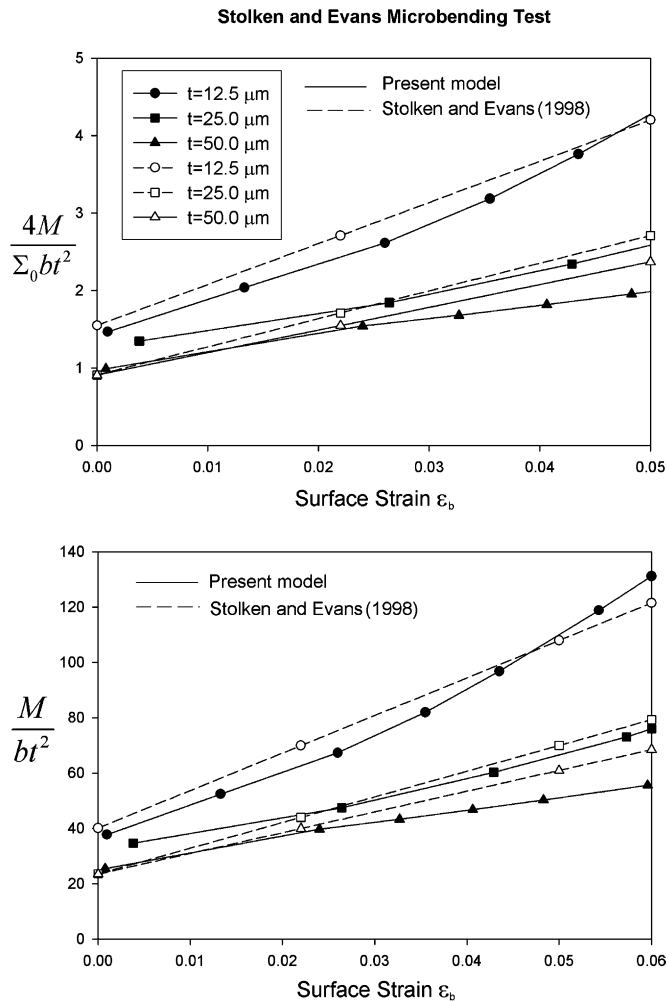 Stolken and Evans Microbending Test
5
4
3
2
1
0
4M
Σ₀bt²
t=12.5 μm
t=25.0 μm
t=50.0 μm
t=12.5 μm
t=25.0 μm
t=50.0 μm
Present model
Stolken and Evans (1998)
0.00 0.01 0.02 0.03 0.04 0.05
Surface Strain εb
140
120
100
80
60
40
20
0
M
bt²
Present model
Stolken and Evans (1998)
0.00 0.01 0.02 0.03 0.04 0.05 0.06
Surface Strain εb